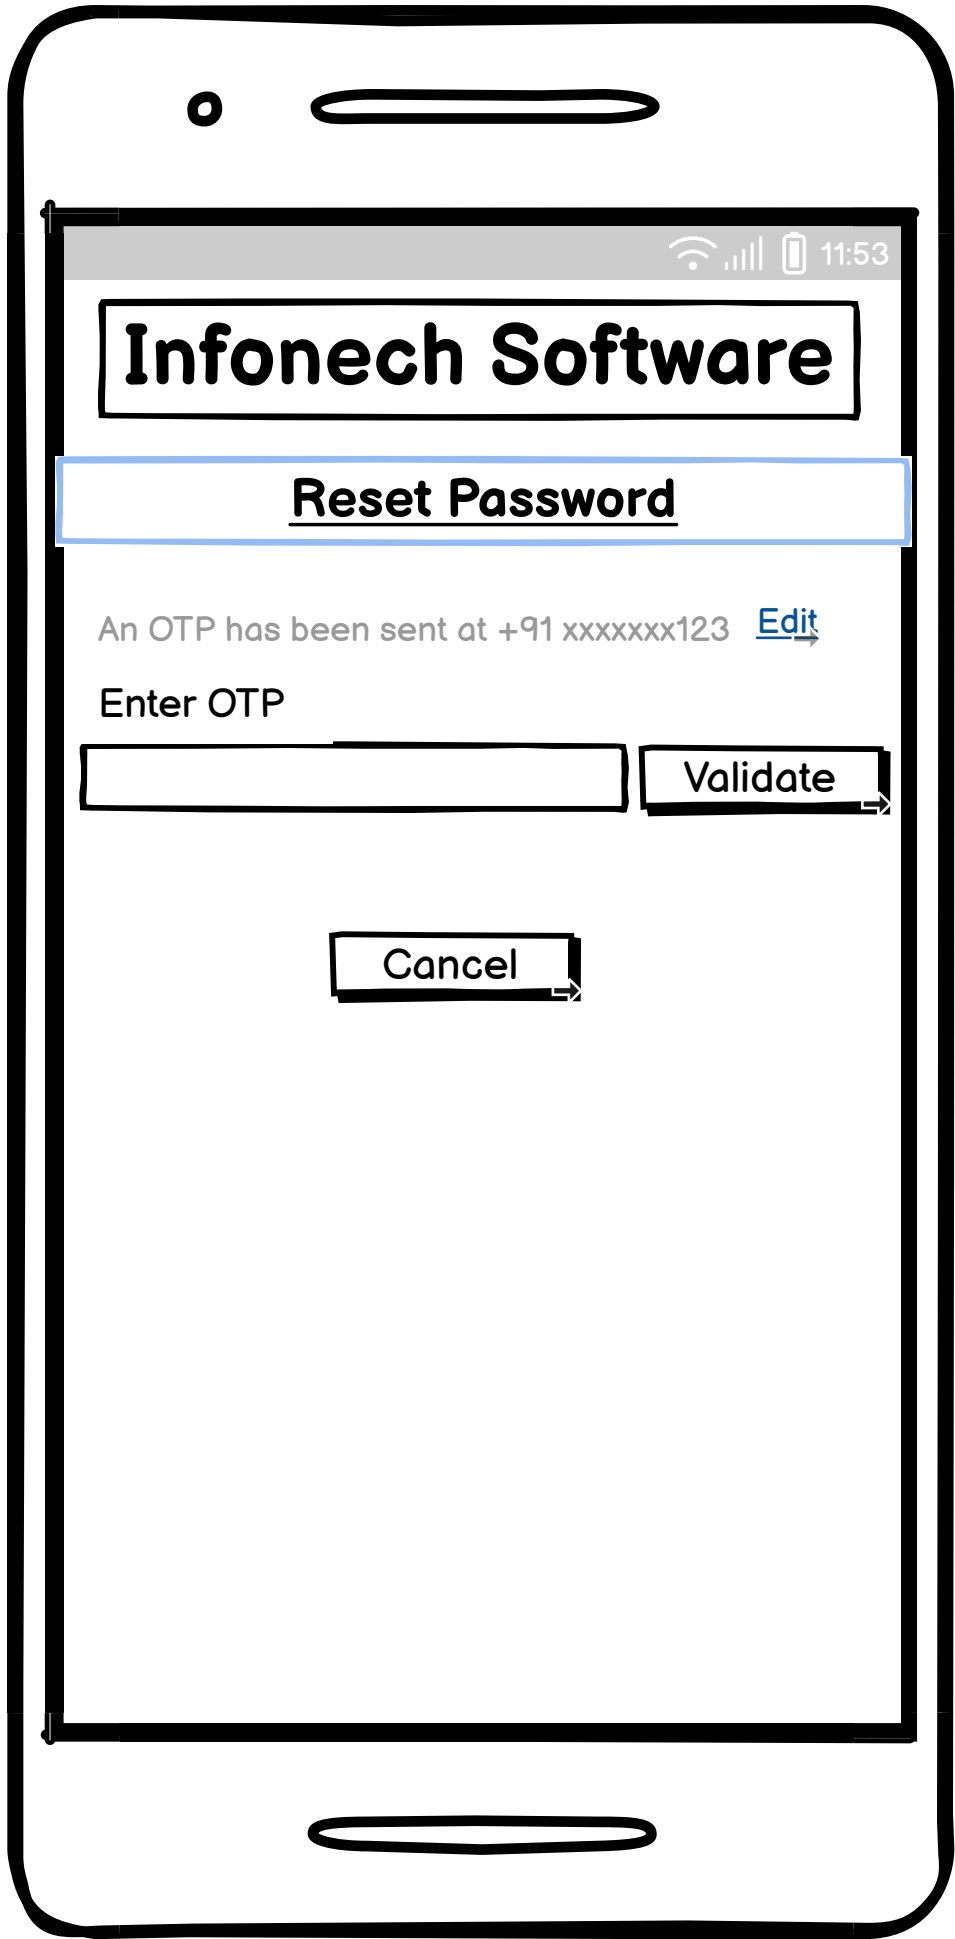 11:53
Infonech Software
Reset Password
An OTP has been sent at +91 xxxxxxx123 Edit
Enter OTP
Validate
Cancel